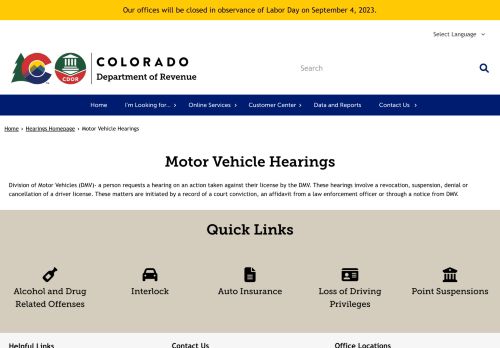 Our offices will be closed in observance of Labor Day on September 4, 2023.
Select Language
CDOR
COLORADO
Department of Revenue
Search
Home
I'm Looking for...
Online Services
Customer Center
Data and Reports
Contact Us
Home › Hearings Homepage › Motor Vehicle Hearings
Motor Vehicle Hearings
Division of Motor Vehicles (DMV)- a person requests a hearing on an action taken against their license by the DMV. These hearings involve a revocation, suspension, denial or
cancellation of a driver license. These matters are initiated by a record of a court conviction, an affidavit from a law enforcement officer or through a notice from DMV.
Quick Links
Alcohol and Drug
Related Offenses
Interlock
Auto Insurance
Loss of Driving
Privileges
Point Suspensions
Helpful Links
Contact Us
Office Locations